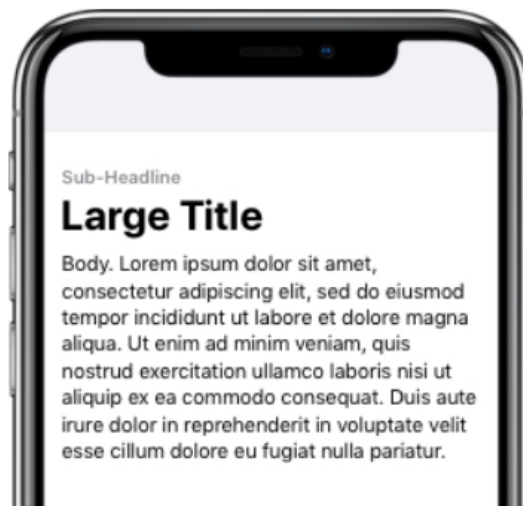 Sub-Headline
Large Title
Body. Lorem ipsum dolor sit amet,
consectetur adipiscing elit, sed do eiusmod
tempor incididunt ut labore et dolore magna
aliqua. Ut enim ad minim veniam, quis
nostrud exercitation ullamco laboris nisi ut
aliquip ex ea commodo consequat. Duis aute
irure dolor in reprehenderit in voluptate velit
esse cillum dolore eu fugiat nulla pariatur.